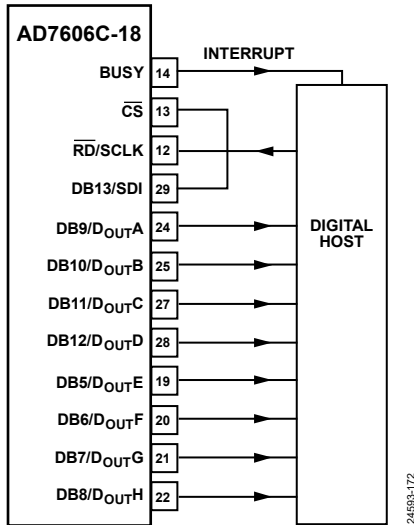 AD7606C-18
INTERRUPT
BUSY 14
CS 13
RD/SCLK 12
DB13/SDI 29
DB9/DOUTA 24
DB10/DOUTB 25
DB11/DOUTC 27
DB12/DOUTD 28
DB5/DOUTE 19
DB6/DOUTF 20
DB7/DOUTG 21
DB8/DOUTH 22
DIGITAL
HOST
24593-172